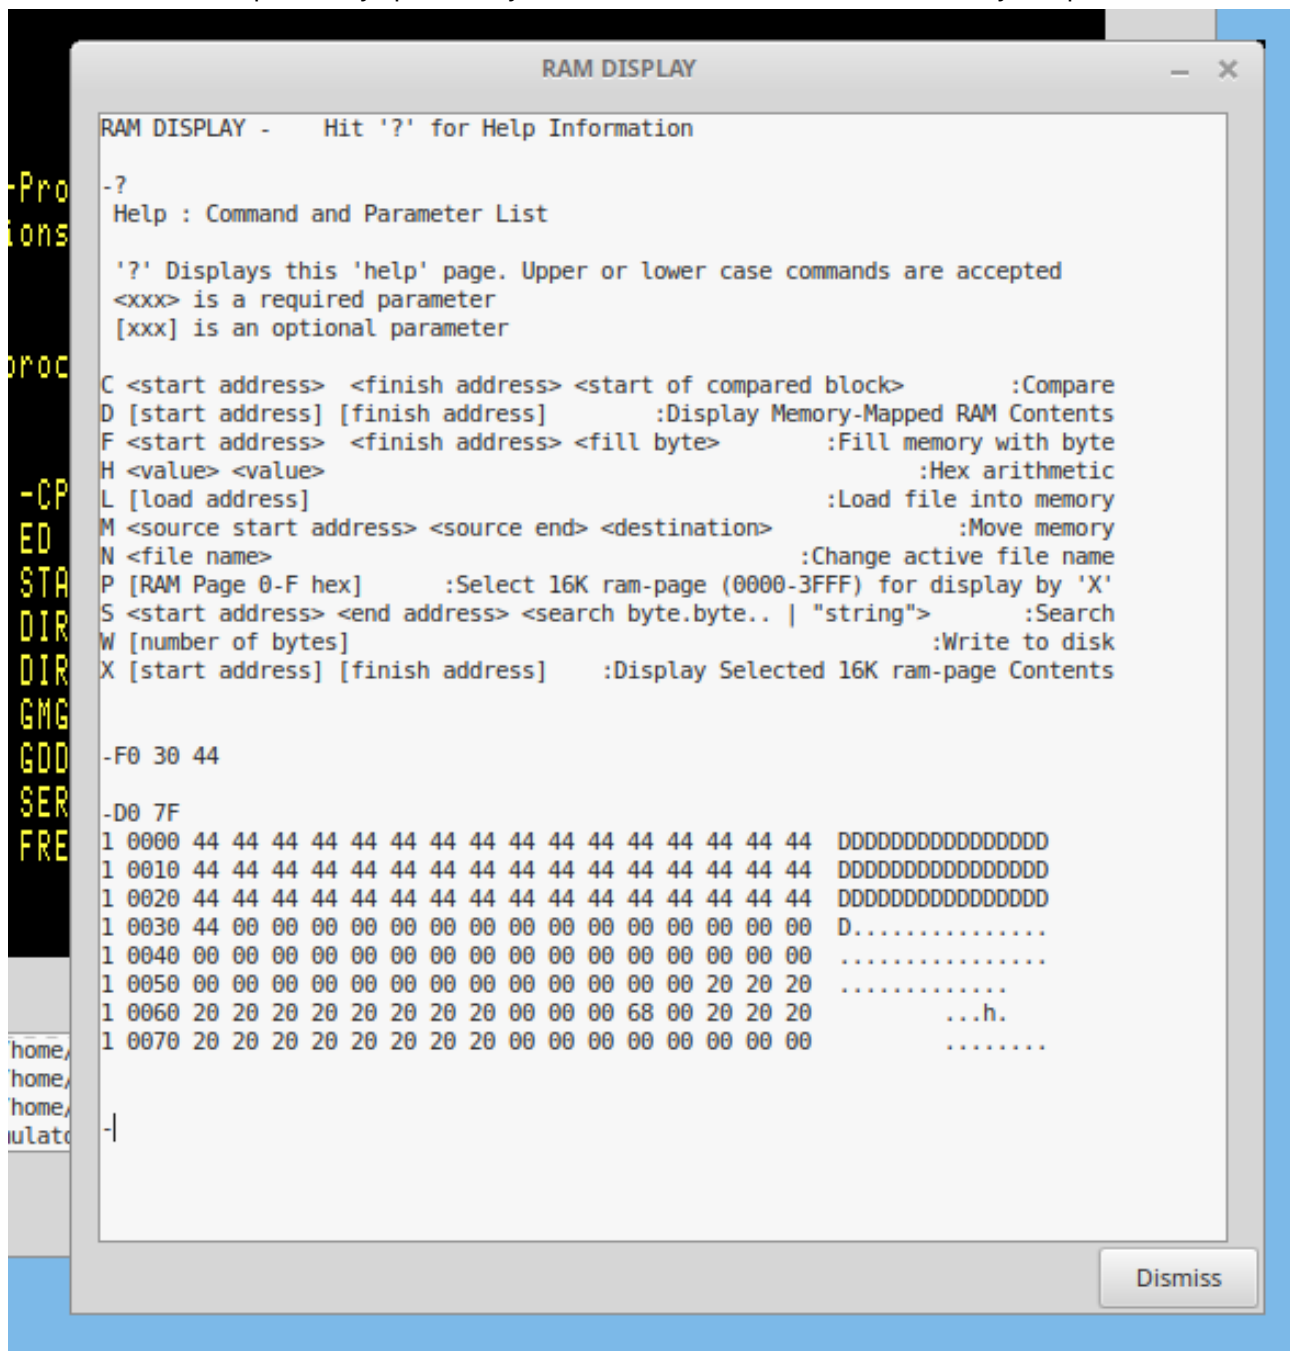 RAM DISPLAY
RAM DISPLAY -    Hit '?' for Help Information
-?
Help : Command and Parameter List
'?' Displays this 'help' page. Upper or lower case commands are accepted
<xxx> is a required parameter
[xxx] is an optional parameter
C <start address>  <finish address> <start of compared block>        :Compare
D [start address] [finish address]        :Display Memory-Mapped RAM Contents
F <start address>  <finish address> <fill byte>        :Fill memory with byte
H <value> <value>                                             :Hex arithmetic
L [load address]                                       :Load file into memory
M <source start address> <source end> <destination>              :Move memory
N <file name>                                        :Change active file name
P [RAM Page 0-F hex]      :Select 16K ram-page (0000-3FFF) for display by 'X'
S <start address> <end address> <search byte.byte.. | "string">       :Search
W [number of bytes]                                            :Write to disk
X [start address] [finish address]    :Display Selected 16K ram-page Contents
-F0 30 44
-D0 7F
1 0000 44 44 44 44 44 44 44 44 44 44 44 44 44 44 44 44  DDDDDDDDDDDDDDDD
1 0010 44 44 44 44 44 44 44 44 44 44 44 44 44 44 44 44  DDDDDDDDDDDDDDDD
1 0020 44 44 44 44 44 44 44 44 44 44 44 44 44 44 44 44  DDDDDDDDDDDDDDDD
1 0030 44 00 00 00 00 00 00 00 00 00 00 00 00 00 00 00  D...............
1 0040 00 00 00 00 00 00 00 00 00 00 00 00 00 00 00 00  ................
1 0050 00 00 00 00 00 00 00 00 00 00 00 00 00 20 20 20  .............
1 0060 20 20 20 20 20 20 20 20 00 00 00 68 00 20 20 20          ...h.
1 0070 20 20 20 20 20 20 20 20 00 00 00 00 00 00 00 00          ........
-
Dismiss
-Pro
ions
proc
-CP
ED
STA
DIR
DIR
GMG
GDD
SER
FRE
home/
home/
home/
ulato